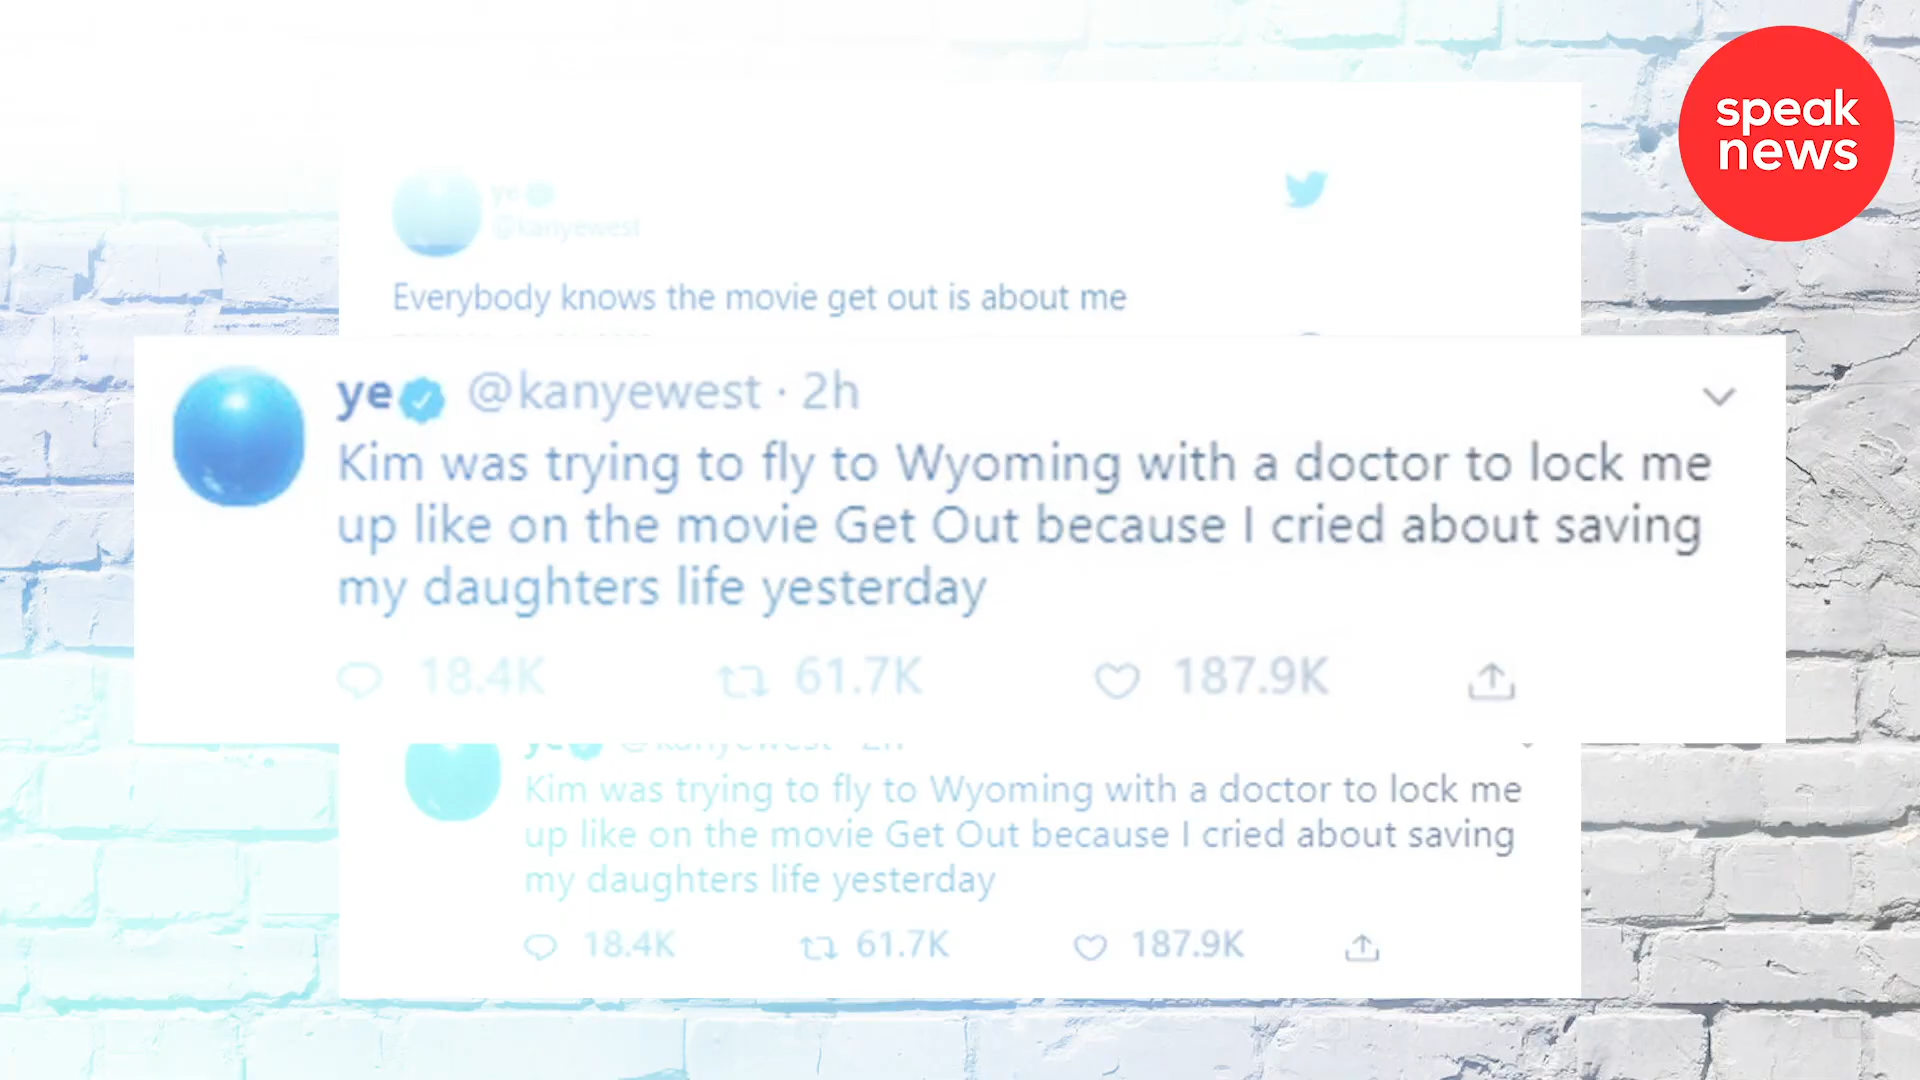 speak
news
ye
@kanyewest
Everybody knows the movie get out is about me
ye @kanyewest · 2h
Kim was trying to fly to Wyoming with a doctor to lock me
up like on the movie Get Out because I cried about saving
my daughters life yesterday
18.4K 61.7K 187.9K
ye @kanyewest · 2h
Kim was trying to fly to Wyoming with a doctor to lock me
up like on the movie Get Out because I cried about saving
my daughters life yesterday
18.4K 61.7K 187.9K